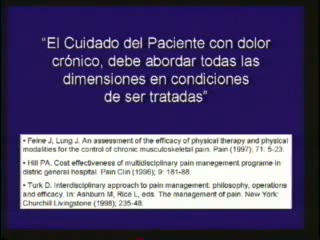 “El Cuidado del Paciente con dolor
crónico, debe abordar todas las
dimensiones en condiciones
de ser tratadas”
• Feine J, Lung J. An assessment of the efficacy of physical therapy and physical
modalities for the control of chronic musculoskeletal pain. Pain (1997); 71: 5-23.
• Hill PA. Cost effectiveness of multidisciplinary pain menegement programe in
distric general hospital. Pain Clin (1996); 9: 181-88.
• Turk D. Interdisciplinary approach to pain management: philosophy, operations
and efficacy. In: Ashburn M, Rice L, eds. The management of pain. New York:
Churchill Livingstone (1998); 235-48.